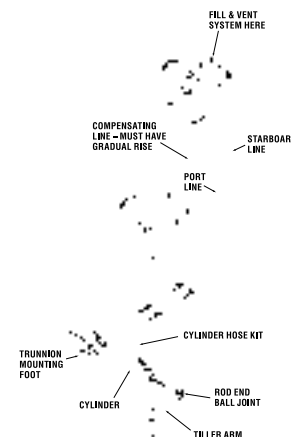 FILL & VENT
SYSTEM HERE
COMPENSATING
LINE – MUST HAVE
GRADUAL RISE
STARBOAR
LINE
PORT
LINE
CYLINDER HOSE KIT
TRUNNION
MOUNTING
FOOT
CYLINDER
ROD END
BALL JOINT
TILLER ARM